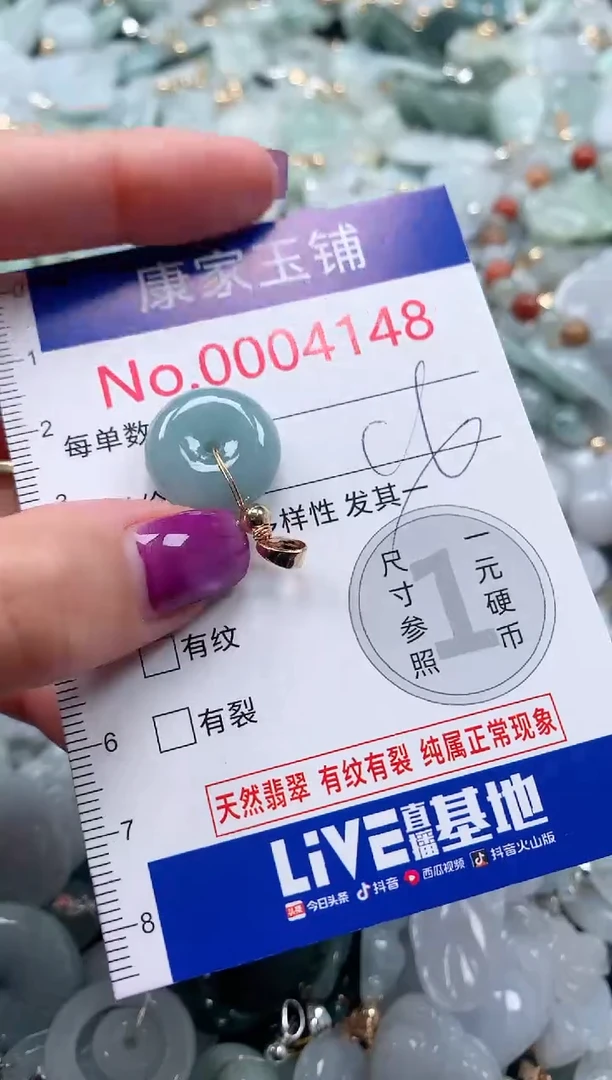 康家玉铺
No.0004148
1
2
每单数
多样性 发其一
尺寸参照
1
一元硬币
有纹
有裂
6
7
8
天然翡翠 有纹有裂 纯属正常现象
LiVE直播基地
头条 今日头条 抖音 西瓜视频 抖音火山版